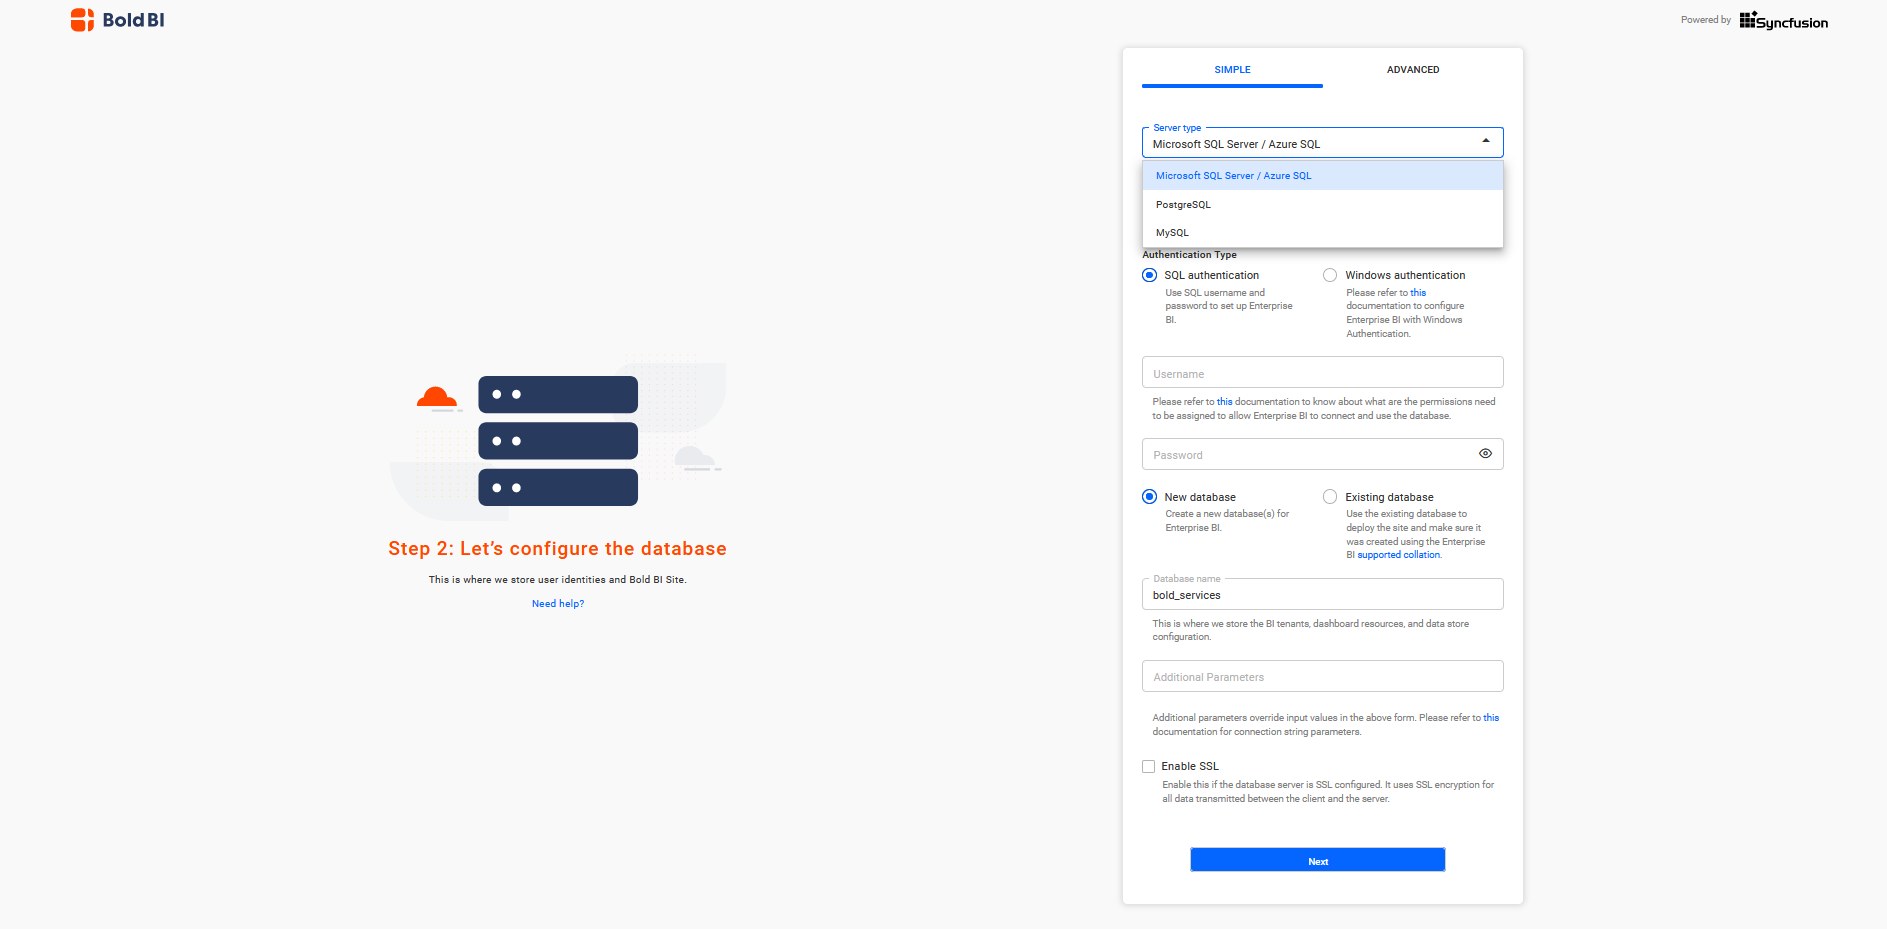 Bold BI
Powered by Syncfusion
SIMPLE ADVANCED
Server type
Microsoft SQL Server / Azure SQL
Microsoft SQL Server / Azure SQL
PostgreSQL
MySQL
Authentication Type
SQL authentication
Use SQL username and
password to set up Enterprise
BI.
Windows authentication
Please refer to this
documentation to configure
Enterprise BI with Windows
Authentication.
Username
Please refer to this documentation to know about what are the permissions need
to be assigned to allow Enterprise BI to connect and use the database.
Password
New database
Create a new database(s) for
Enterprise BI.
Existing database
Use the existing database to
deploy the site and make sure it
was created using the Enterprise
BI supported collation.
Database name
bold_services
This is where we store the BI tenants, dashboard resources, and data store
configuration.
Additional Parameters
Additional parameters override input values in the above form. Please refer to this
documentation for connection string parameters.
Enable SSL
Enable this if the database server is SSL configured. It uses SSL encryption for
all data transmitted between the client and the server.
Next
Step 2: Let's configure the database
This is where we store user identities and Bold BI Site.
Need help?